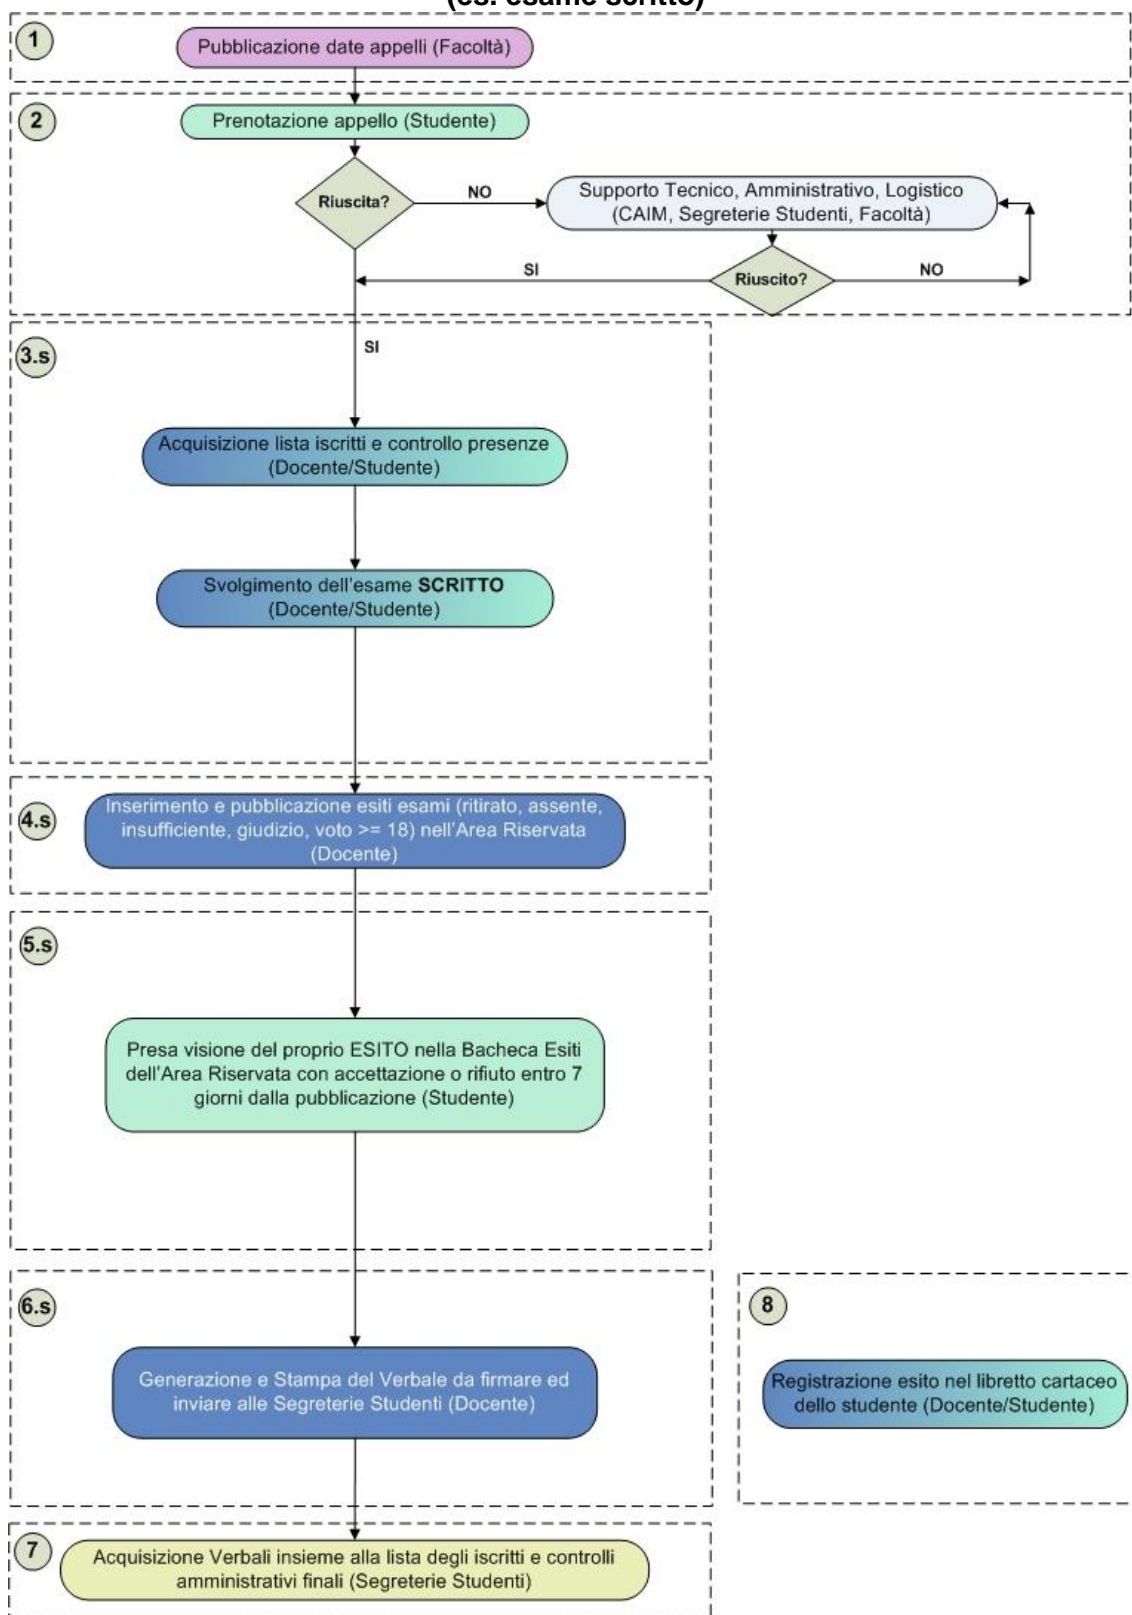 (es. esame scritto)
1
Pubblicazione date appelli (Facoltà)
2
Prenotazione appello (Studente)
Riuscita?
NO
Supporto Tecnico, Amministrativo, Logistico
(CAIM, Segreterie Studenti, Facoltà)
SI
Riuscito?
NO
3.s
SI
Acquisizione lista iscritti e controllo presenze
(Docente/Studente)
Svolgimento dell'esame SCRITTO
(Docente/Studente)
4.s
Inserimento e pubblicazione esiti esami (ritirato, assente,
insufficiente, giudizio, voto >= 18) nell'Area Riservata
(Docente)
5.s
Presa visione del proprio ESITO nella Bacheca Esiti
dell'Area Riservata con accettazione o rifiuto entro 7
giorni dalla pubblicazione (Studente)
6.s
Generazione e Stampa del Verbale da firmare ed
inviare alle Segreterie Studenti (Docente)
8
Registrazione esito nel libretto cartaceo
dello studente (Docente/Studente)
7
Acquisizione Verbali insieme alla lista degli iscritti e controlli
amministrativi finali (Segreterie Studenti)